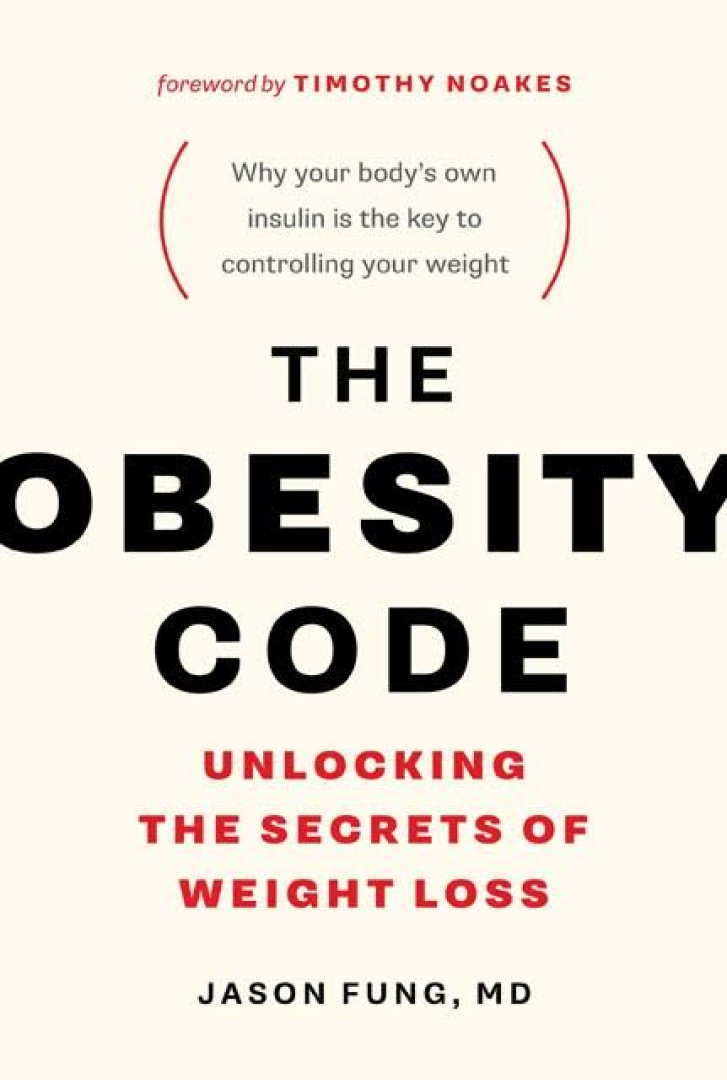 foreword by TIMOTHY NOAKES
Why your body's own
insulin is the key to
controlling your weight
THE
OBESITY
CODE
UNLOCKING
THE SECRETS OF
WEIGHT LOSS
JASON FUNG, MD